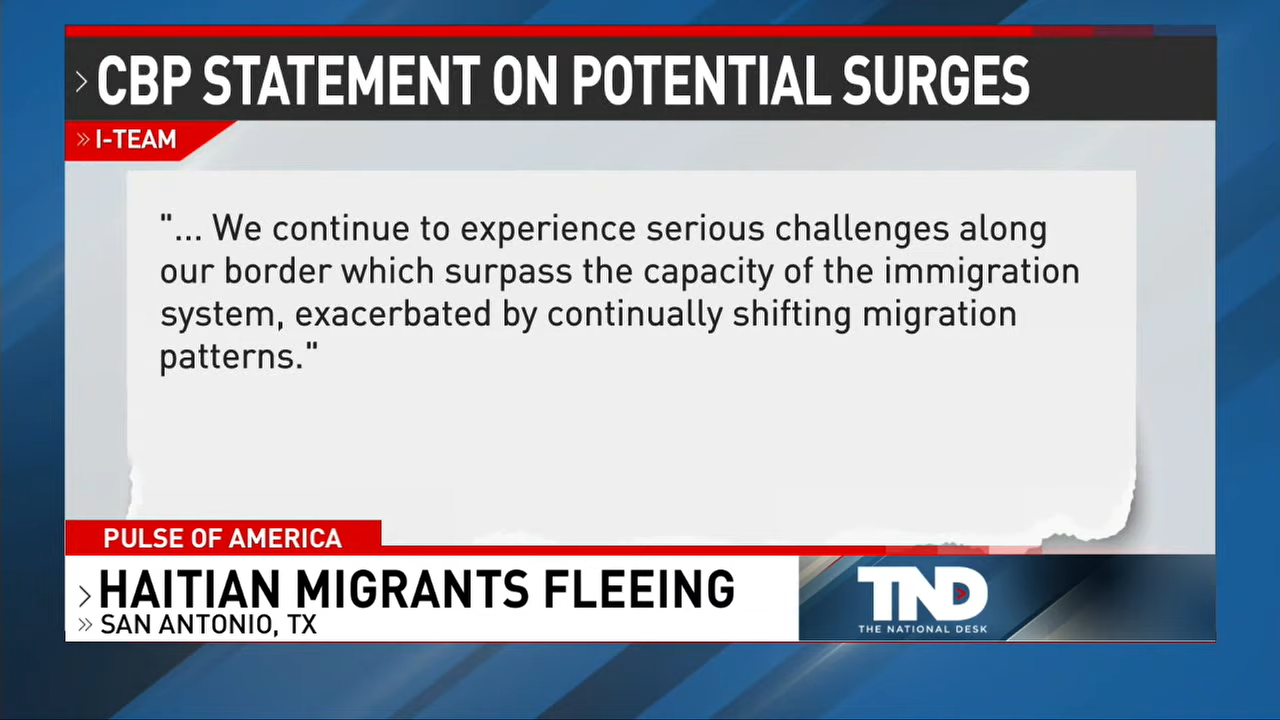 CBP STATEMENT ON POTENTIAL SURGES
I-TEAM
"... We continue to experience serious challenges along
our border which surpass the capacity of the immigration
system, exacerbated by continually shifting migration
patterns."
PULSE OF AMERICA
HAITIAN MIGRANTS FLEEING
SAN ANTONIO, TX
TND
THE NATIONAL DESK